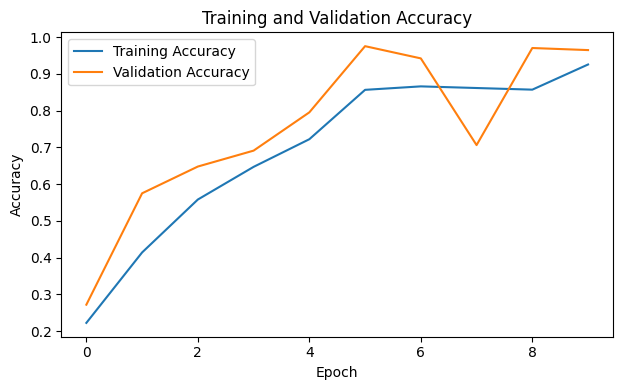 Training and Validation Accuracy
Training Accuracy
Validation Accuracy
Accuracy
1.0
0.9
0.8
0.7
0.6
0.5
0.4
0.3
0.2
0 2 4 6 8
Epoch